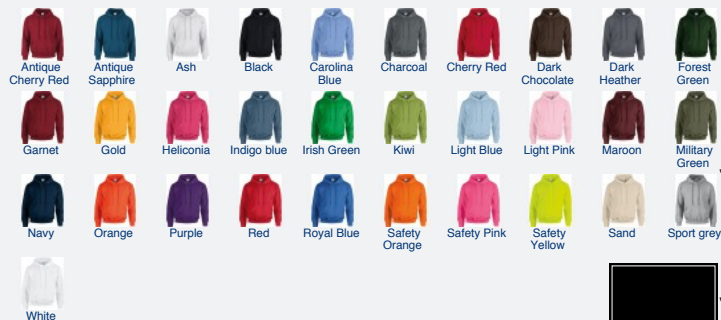 Antique Cherry Red
Antique Sapphire
Ash
Black
Carolina Blue
Charcoal
Cherry Red
Dark Chocolate
Dark Heather
Forest Green
Garnet
Gold
Heliconia
Indigo blue
Irish Green
Kiwi
Light Blue
Light Pink
Maroon
Military Green
Navy
Orange
Purple
Red
Royal Blue
Safety Orange
Safety Pink
Safety Yellow
Sand
Sport grey
White